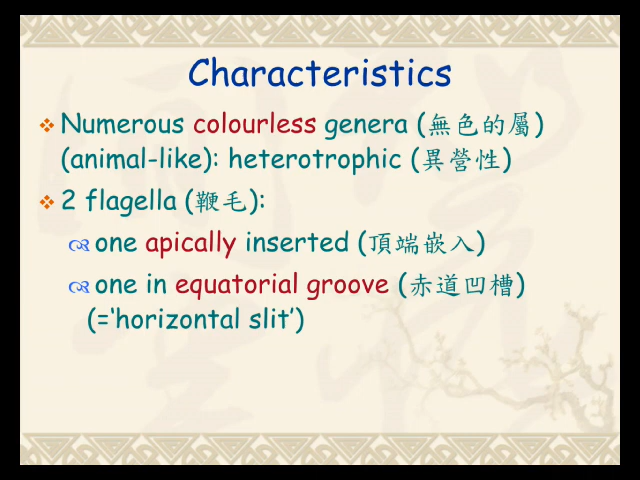 Characteristics
Numerous colourless genera (無色的屬)
(animal-like): heterotrophic (異營性)
2 flagella (鞭毛):
one apically inserted (頂端嵌入)
one in equatorial groove (赤道凹槽)
(=‘horizontal slit’)